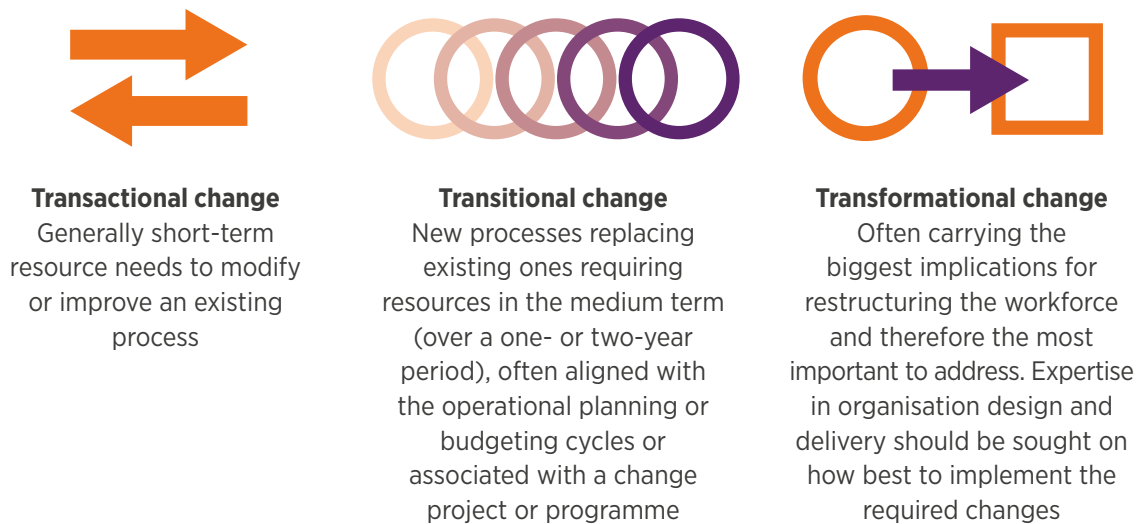 Transactional change
Generally short-term
resource needs to modify
or improve an existing
process
Transitional change
New processes replacing
existing ones requiring
resources in the medium term
(over a one- or two-year
period), often aligned with
the operational planning or
budgeting cycles or
associated with a change
project or programme
Transformational change
Often carrying the
biggest implications for
restructuring the workforce
and therefore the most
important to address. Expertise
in organisation design and
delivery should be sought on
how best to implement the
required changes